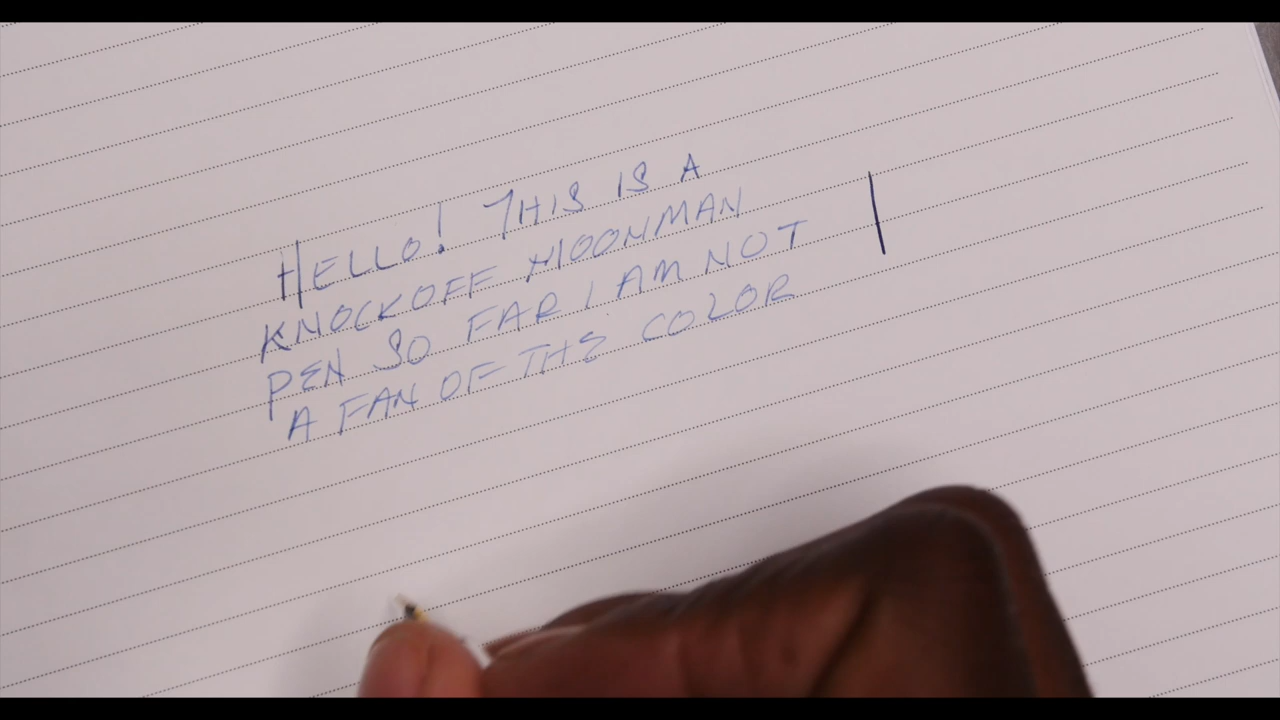 HELLO! THIS IS A
KNOCKOFF MOONMAN
PEN SO FAR I AM NOT
A FAN OF THE COLOR